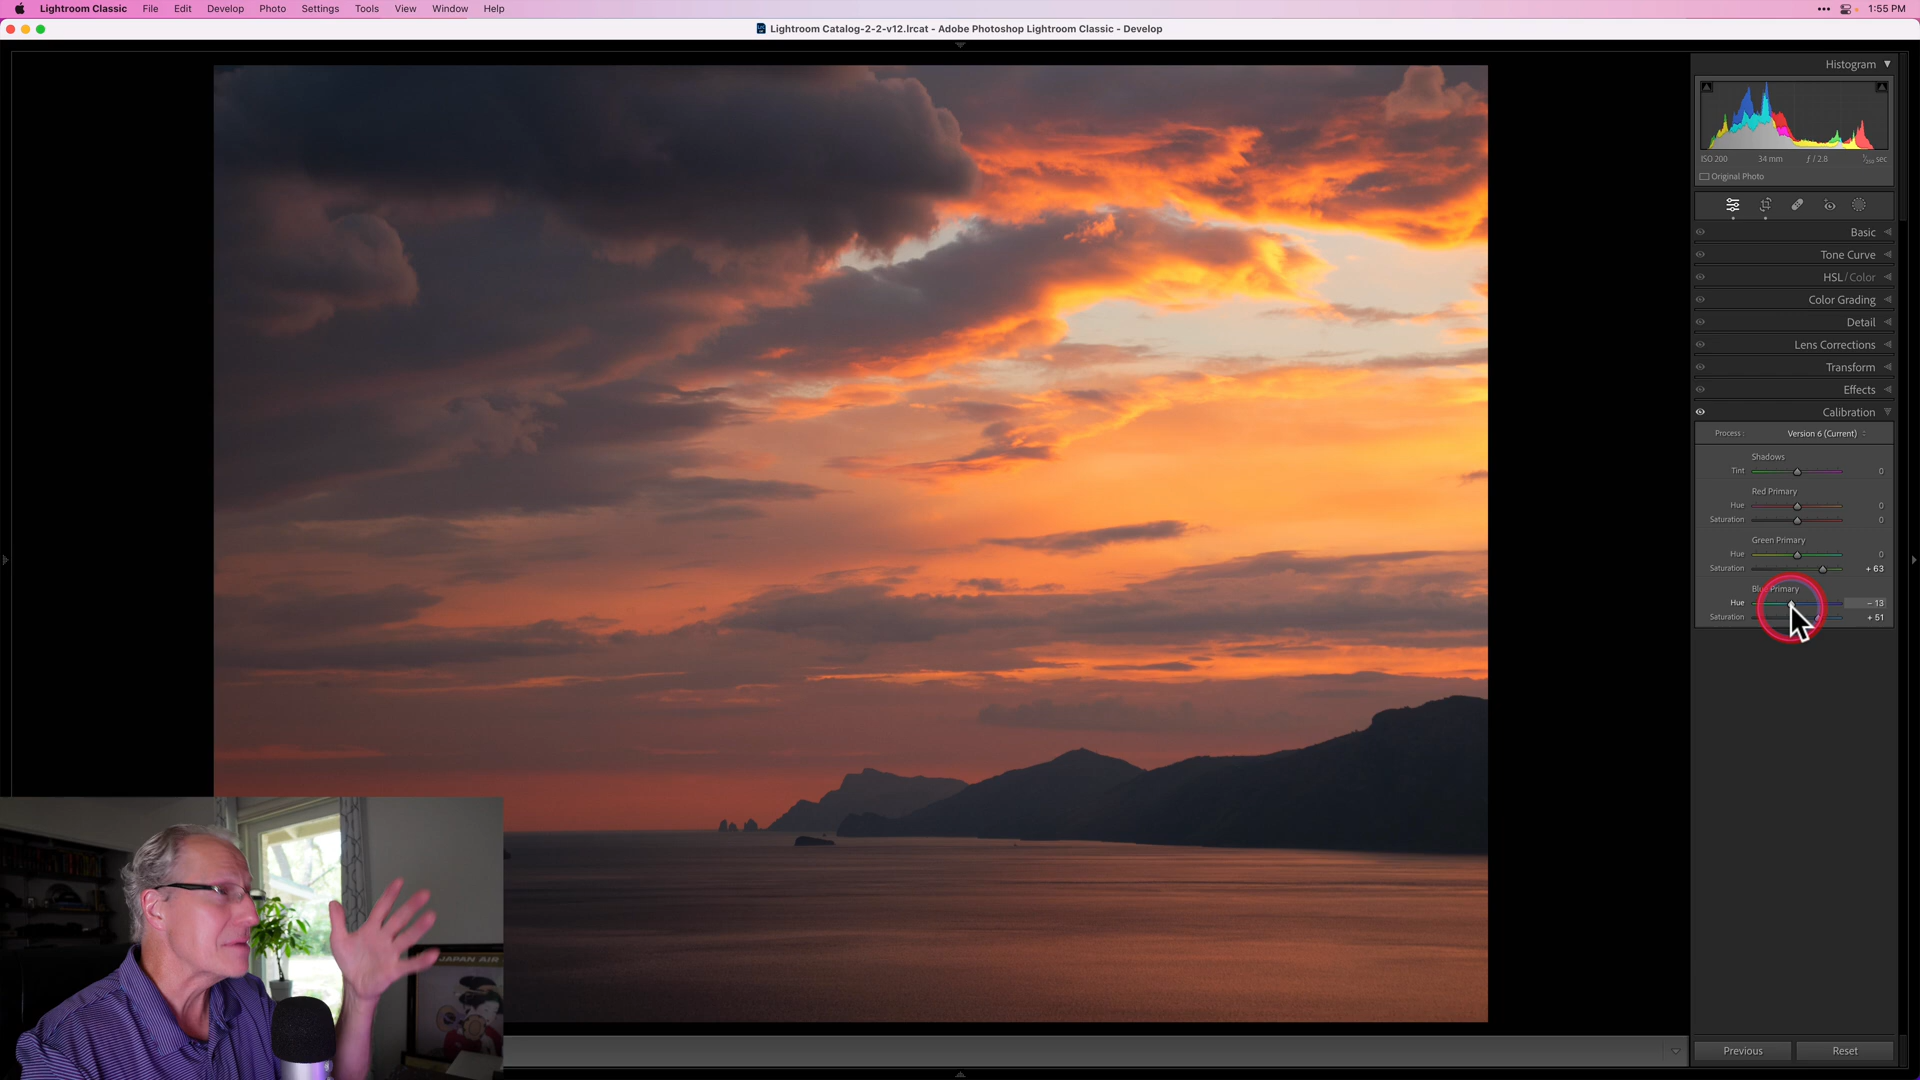 Lightroom Classic File Edit Develop Photo Settings Tools View Window Help 1:55 PM
Lightroom Catalog-2-2-v12.lrcat - Adobe Photoshop Lightroom Classic - Develop
Histogram
ISO 200 34 mm ƒ / 2.8 sec
Original Photo
Basic
Tone Curve
HSL / Color
Color Grading
Detail
Lens Corrections
Transform
Effects
Calibration
Process : Version 6 (Current)
Shadows
Tint 0
Red Primary
Hue 0
Saturation 0
Green Primary
Hue 0
Saturation + 63
Primary
Hue - 13
Saturation + 51
JAPAN AIR
Previous Reset